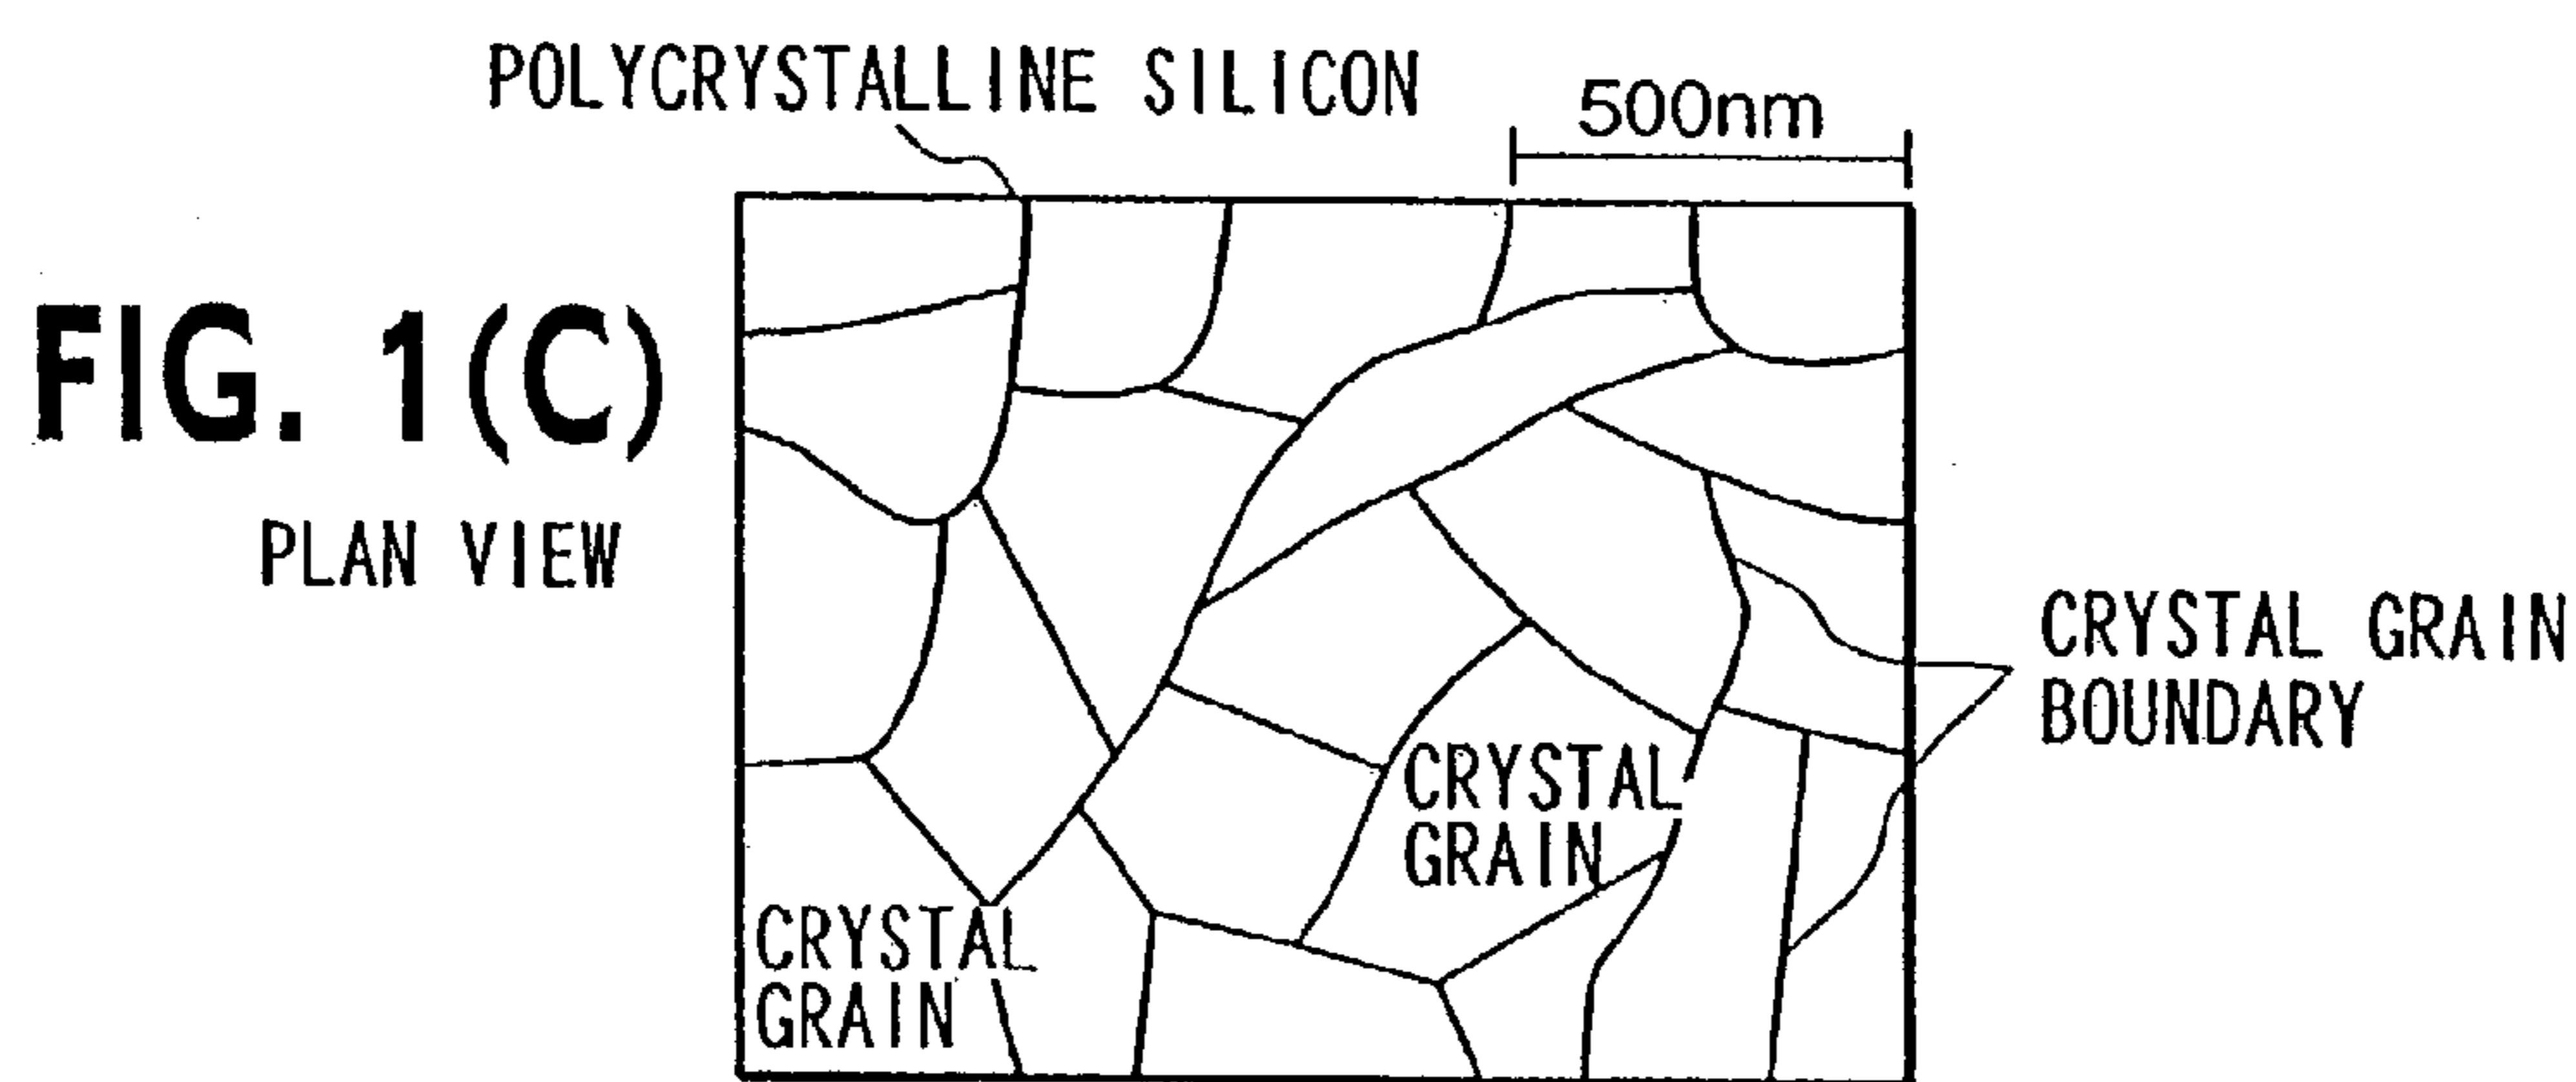 POLYCRYSTALLINE SILICON
500nm
FIG. 1(C)
PLAN VIEW
CRYSTAL GRAIN
BOUNDARY
CRYSTAL
GRAIN
CRYSTAL
GRAIN